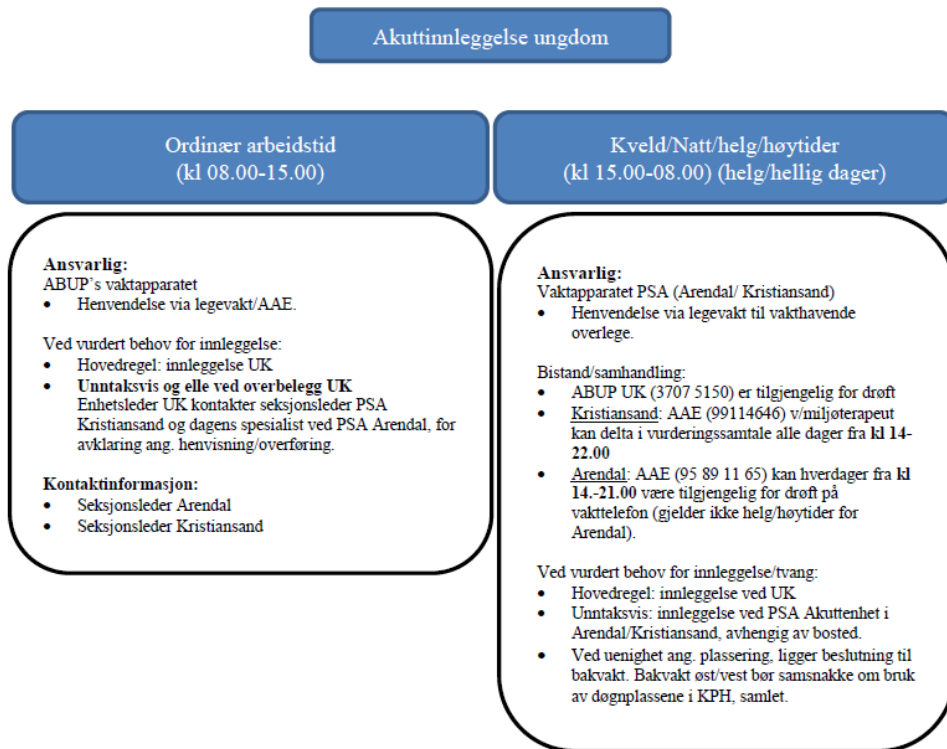 Akuttinnleggelse ungdom
Ordinær arbeidstid
(kl 08.00-15.00)
Ansvarlig:
ABUP's vaktapparatet
• Henvendelse via legevakt/AAE.
Ved vurdert behov for innleggelse:
• Hovedregel: innleggelse UK
• Unntaksvis og elle ved overbelegg UK
Enhetsleder UK kontakter seksjonsleder PSA
Kristiansand og dagens spesialist ved PSA Arendal, for
avklaring ang. henvisning/overføring.
Kontaktinformasjon:
• Seksjonsleder Arendal
• Seksjonsleder Kristiansand
Kveld/Natt/helg/høytider
(kl 15.00-08.00) (helg/hellig dager)
Ansvarlig:
Vaktapparatet PSA (Arendal/ Kristiansand)
• Henvendelse via legevakt til vakthavende
overlege.
Bistand/samhandling:
• ABUP UK (3707 5150) er tilgjengelig for drøft
• Kristiansand: AAE (99114646) v/miljøterapeut
kan delta i vurderingssamtale alle dager fra kl 14-
22.00
• Arendal: AAE (95 89 11 65) kan hverdager fra kl
14.-21.00 være tilgjengelig for drøft på
vakttelefon (gjelder ikke helg/høytider for
Arendal).
Ved vurdert behov for innleggelse/tvang:
• Hovedregel: innleggelse ved UK
• Unntaksvis: innleggelse ved PSA Akuttenhet i
Arendal/Kristiansand, avhengig av bosted.
• Ved uenighet ang. plassering, ligger beslutning til
bakvakt. Bakvakt øst/vest bør samsnakke om bruk
av døgnplassene i KPH, samlet.